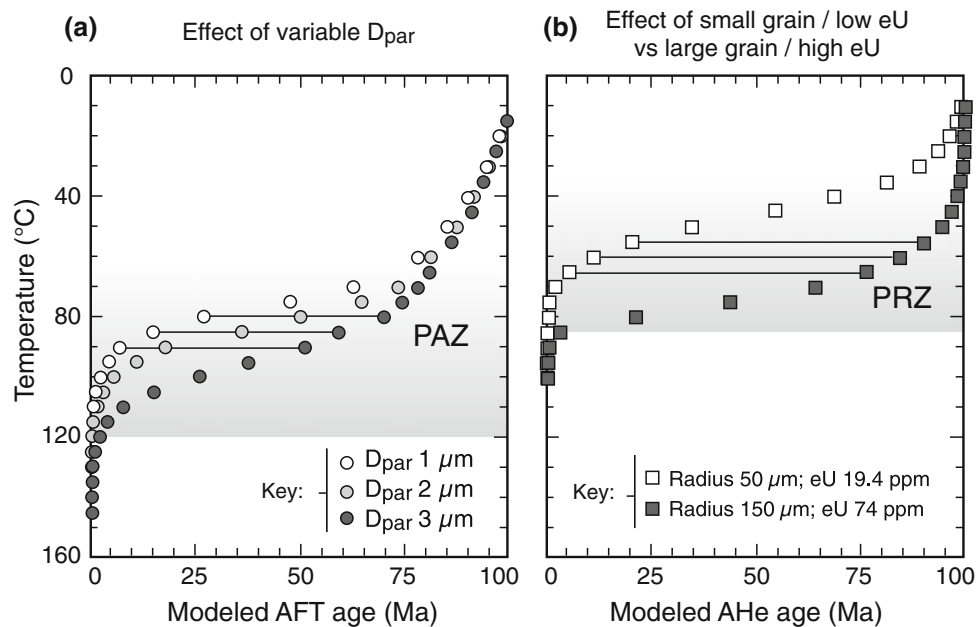 (a)
Effect of variable Dpar
(b)
Effect of small grain / low eU
vs large grain / high eU
0
40
80
120
160
Temperature (°C)
PAZ
PRZ
Key:
Dpar 1 µm
Dpar 2 µm
Dpar 3 µm
Key:
Radius 50 µm; eU 19.4 ppm
Radius 150 µm; eU 74 ppm
0 25 50 75 100
0 25 50 75 100
Modeled AFT age (Ma)
Modeled AHe age (Ma)